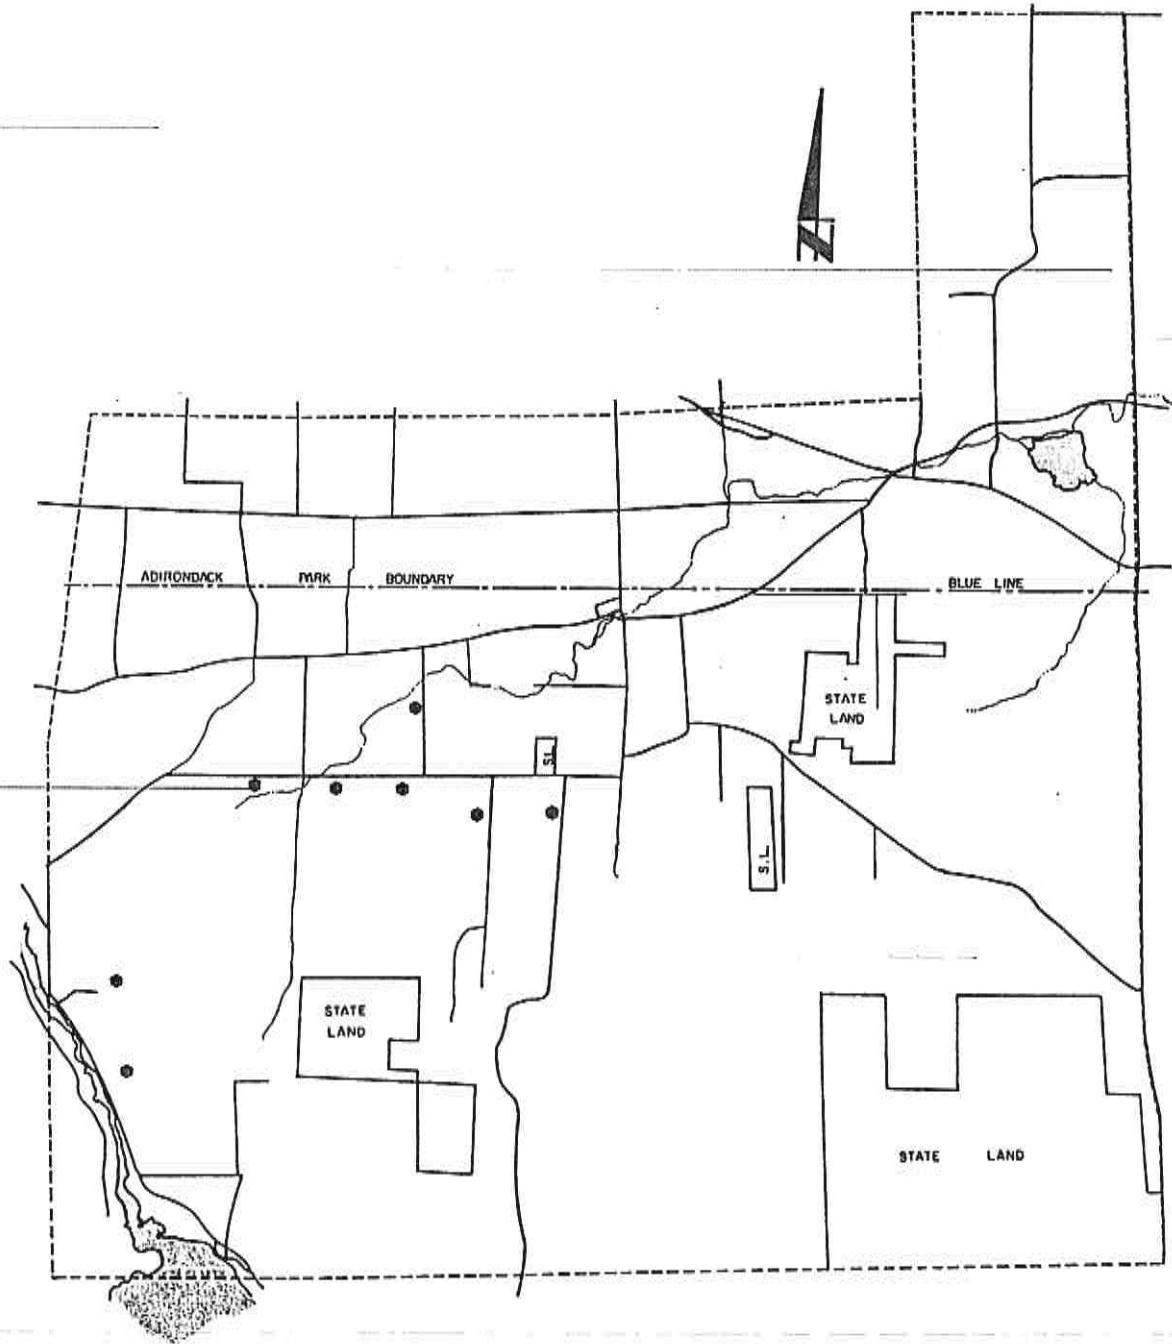 N
ADIRONDACK PARK BOUNDARY BLUE LINE
STATE
LAND
S.L.
S.L.
STATE
LAND
STATE LAND